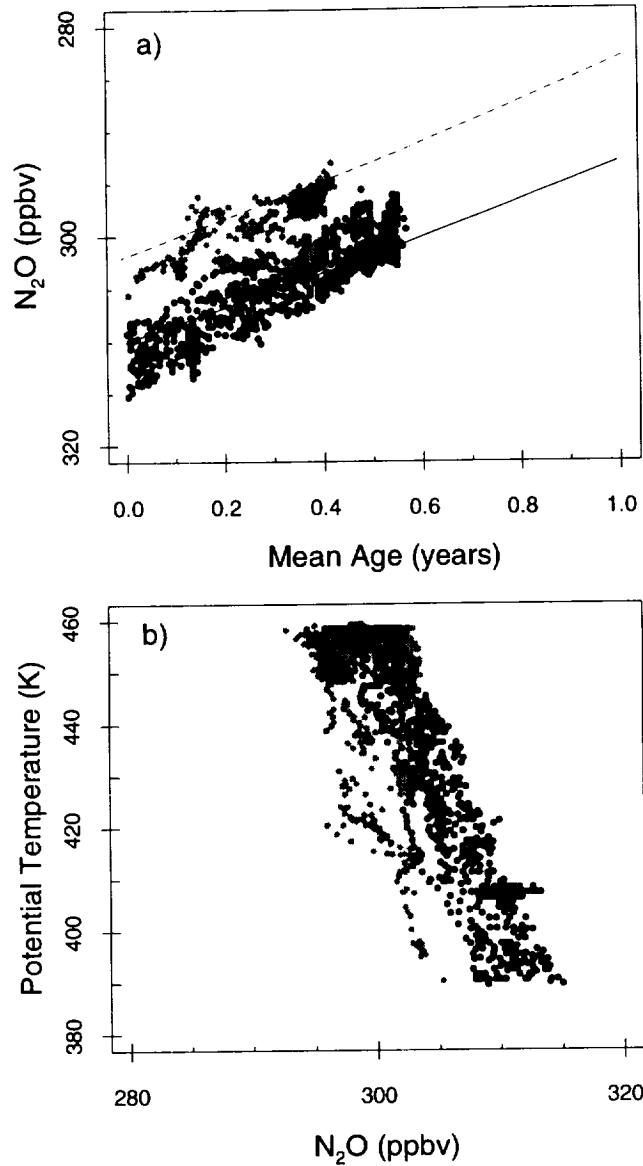 a)
280
300
320
N₂O (ppbv)
0.0 0.2 0.4 0.6 0.8 1.0
Mean Age (years)
b)
460
440
420
400
380
Potential Temperature (K)
280 300 320
N₂O (ppbv)